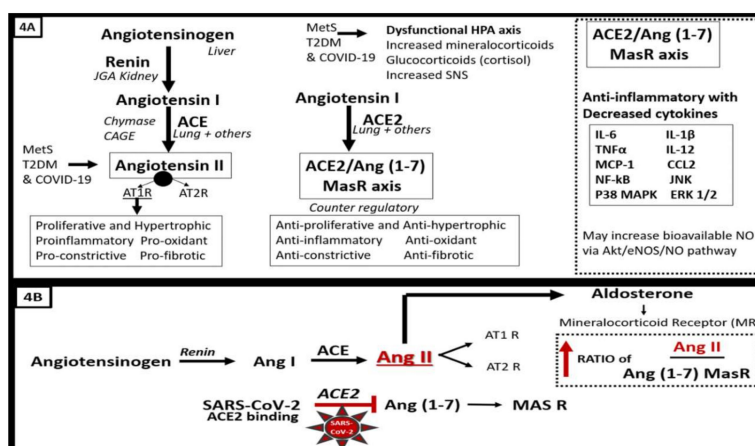 4A
Angiotensinogen
Liver
Renin
JGA Kidney
Angiotensin I
Chymase
CAGE
ACE
Lung + others
MetS
T2DM
& COVID-19
Angiotensin II
AT1R
AT2R
Proliferative and Hypertrophic
Proinflammatory Pro-oxidant
Pro-constrictive Pro-fibrotic
MetS
T2DM
& COVID-19
Dysfunctional HPA axis
Increased mineralocorticoids
Glucocorticoids (cortisol)
Increased SNS
Angiotensin I
ACE2
Lung + others
ACE2/Ang (1-7)
MasR axis
Counter regulatory
Anti-proliferative and Anti-hypertrophic
Anti-inflammatory Anti-oxidant
Anti-constrictive Anti-fibrotic
ACE2/Ang (1-7)
MasR axis
Anti-inflammatory with
Decreased cytokines
IL-6 IL-1β
TNFα IL-12
MCP-1 CCL2
NF-kB JNK
P38 MAPK ERK 1/2
May increase bioavailable NO
via Akt/eNOS/NO pathway
4B
Aldosterone
Mineralocorticoid Receptor (MR)
Angiotensinogen
Renin
Ang I
ACE
Ang II
AT1 R
AT2 R
RATIO of
Ang II
Ang (1-7) MasR
SARS-CoV-2
ACE2 binding
ACE2
SARS-
CoV-2
Ang (1-7)
MAS R